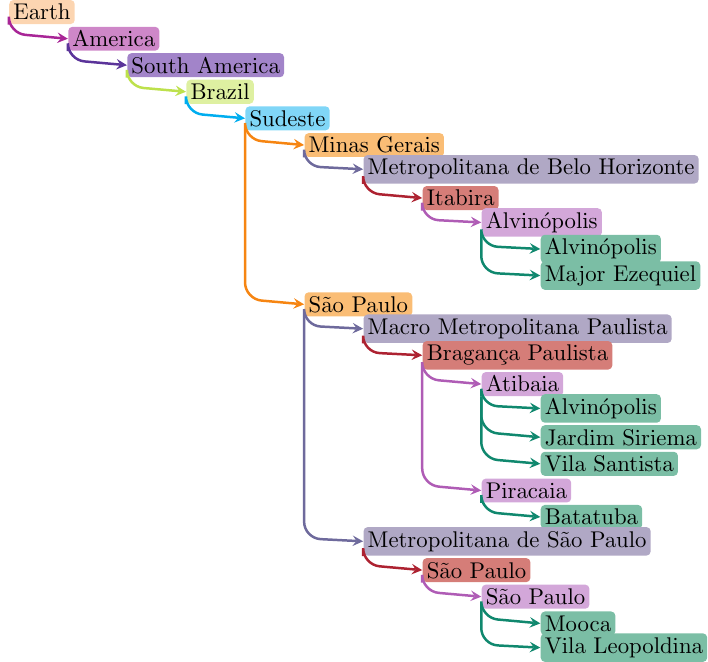 Earth
America
South America
Brazil
Sudeste
Minas Gerais
Metropolitana de Belo Horizonte
Itabira
Alvinópolis
Alvinópolis
Major Ezequiel
São Paulo
Macro Metropolitana Paulista
Bragança Paulista
Atibaia
Alvinópolis
Jardim Siriema
Vila Santista
Piracaia
Batatuba
Metropolitana de São Paulo
São Paulo
São Paulo
Mooca
Vila Leopoldina